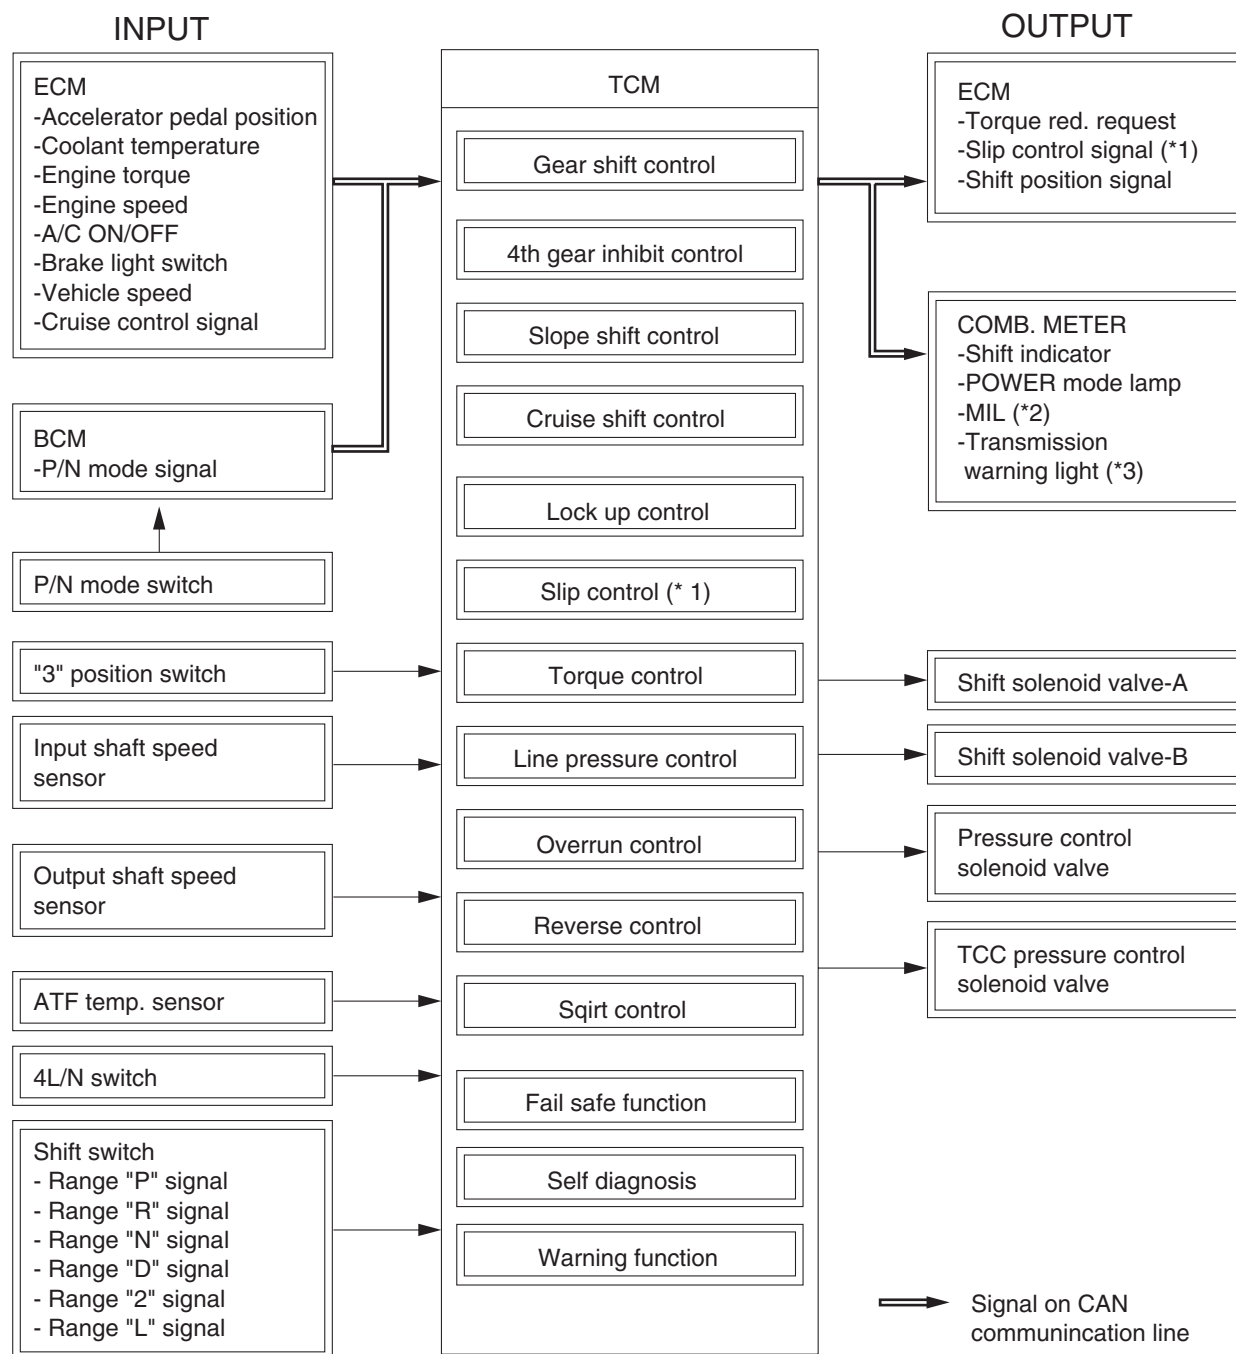 INPUT
ECM
-Accelerator pedal position
-Coolant temperature
-Engine torque
-Engine speed
-A/C ON/OFF
-Brake light switch
-Vehicle speed
-Cruise control signal
BCM
-P/N mode signal
P/N mode switch
"3" position switch
Input shaft speed
sensor
Output shaft speed
sensor
ATF temp. sensor
4L/N switch
Shift switch
- Range "P" signal
- Range "R" signal
- Range "N" signal
- Range "D" signal
- Range "2" signal
- Range "L" signal
TCM
Gear shift control
4th gear inhibit control
Slope shift control
Cruise shift control
Lock up control
Slip control (* 1)
Torque control
Line pressure control
Overrun control
Reverse control
Sqirt control
Fail safe function
Self diagnosis
Warning function
OUTPUT
ECM
-Torque red. request
-Slip control signal (*1)
-Shift position signal
COMB. METER
-Shift indicator
-POWER mode lamp
-MIL (*2)
-Transmission
warning light (*3)
Shift solenoid valve-A
Shift solenoid valve-B
Pressure control
solenoid valve
TCC pressure control
solenoid valve
Signal on CAN
communincation line